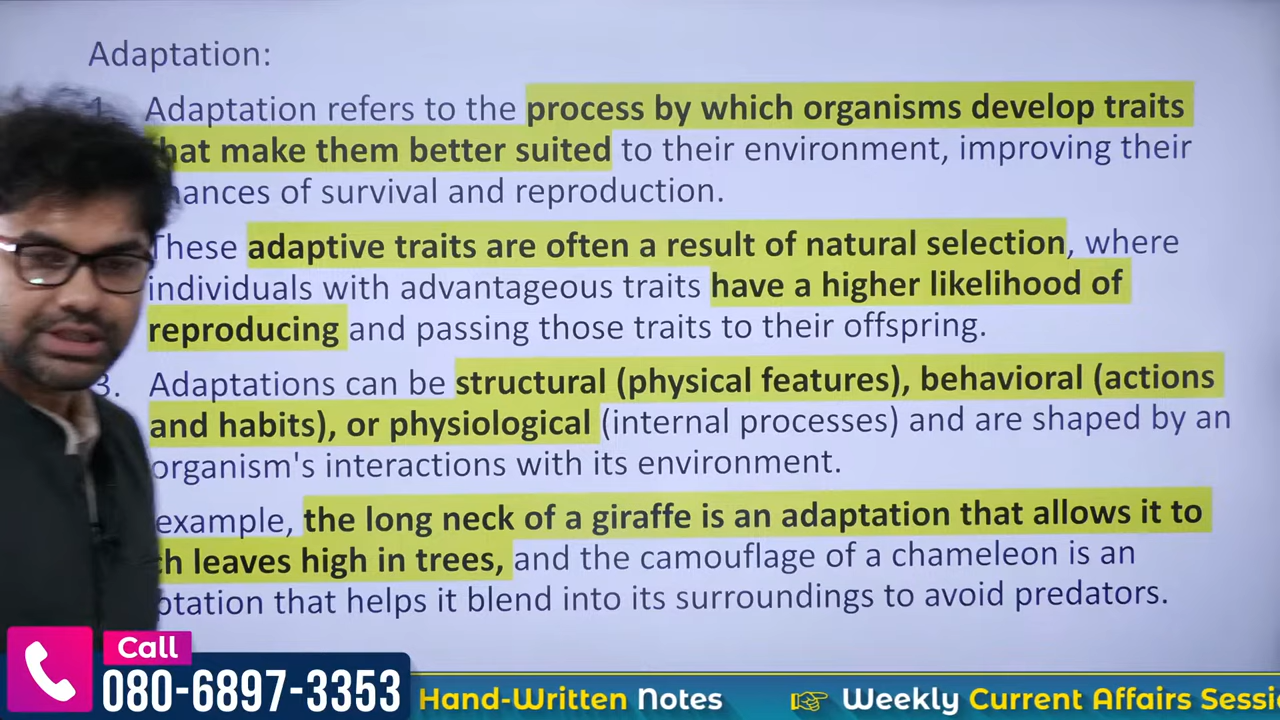 Adaptation:
1. Adaptation refers to the process by which organisms develop traits
that make them better suited to their environment, improving their
chances of survival and reproduction.
These adaptive traits are often a result of natural selection, where
individuals with advantageous traits have a higher likelihood of
reproducing and passing those traits to their offspring.
3. Adaptations can be structural (physical features), behavioral (actions
and habits), or physiological (internal processes) and are shaped by an
organism's interactions with its environment.
example, the long neck of a giraffe is an adaptation that allows it to
ch leaves high in trees, and the camouflage of a chameleon is an
ptation that helps it blend into its surroundings to avoid predators.
Call
080-6897-3353
Hand-Written Notes
Weekly Current Affairs Sessi